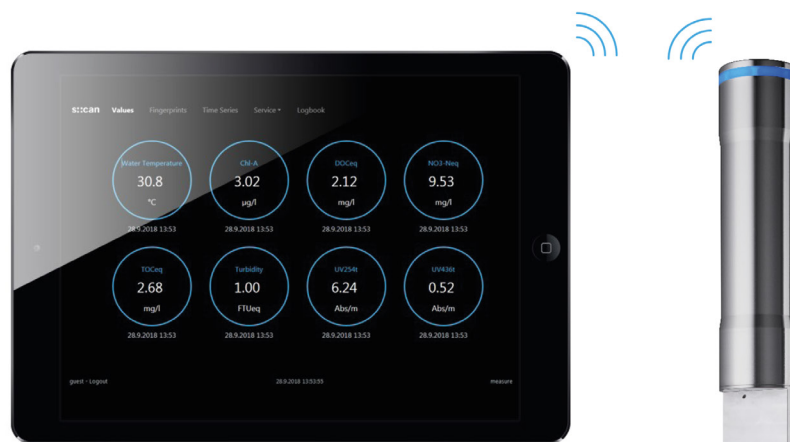 s::can Values Fingerprints Time Series Service Logbook
Water Temperature Chl-A DOCeq NO3-Neq
30.8 3.02 2.12 9.53
°C µg/l mg/l mg/l
28.9.2018 13:53 28.9.2018 13:53 28.9.2018 13:53 28.9.2018 13:53
TOCeq Turbidity UV254t UV436t
2.68 1.00 6.24 0.52
mg/l FTUeq Abs/m Abs/m
28.9.2018 13:53 28.9.2018 13:53 28.9.2018 13:53 28.9.2018 13:53
guest - Logout 28.9.2018 13:53:55 measure